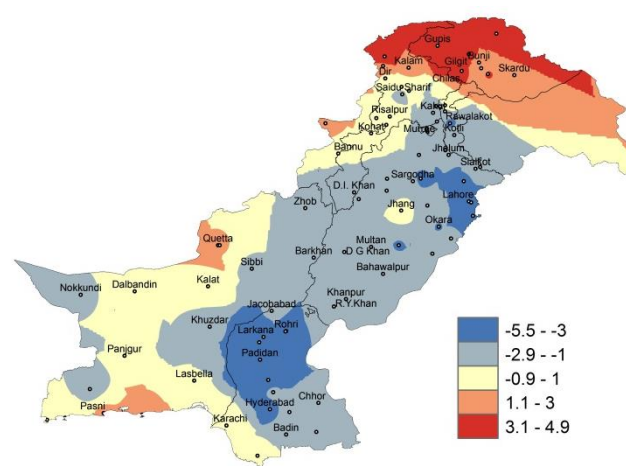 Gupis
Bunji
Kalam
Gilgit
Skardu
Dir
Chilas
Saidu Sharif
Risalpur
Rawalakot
Kohat
Kotli
Bannu
Jhelum
Sialkot
D.I. Khan
Sargodha
Zhob
Jhang
Lahore
Okara
Quetta
Multan
Barkhan
D G Khan
Sibbi
Bahawalpur
Nokkundi
Dalbandin
Kalat
Khanpur
R.Y.Khan
Jacobabad
Khuzdar
Rohri
Larkana
Panjgur
Padidan
Lasbella
Pasni
Hyderabad
Chhor
Karachi
Badin
-5.5 - -3
-2.9 - -1
-0.9 - 1
1.1 - 3
3.1 - 4.9